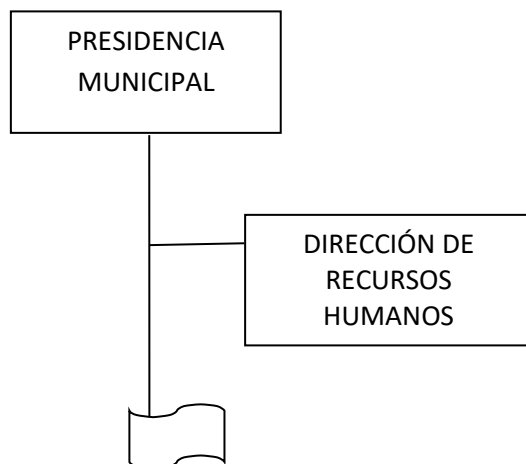 PRESIDENCIA
MUNICIPAL
DIRECCIÓN DE
RECURSOS
HUMANOS